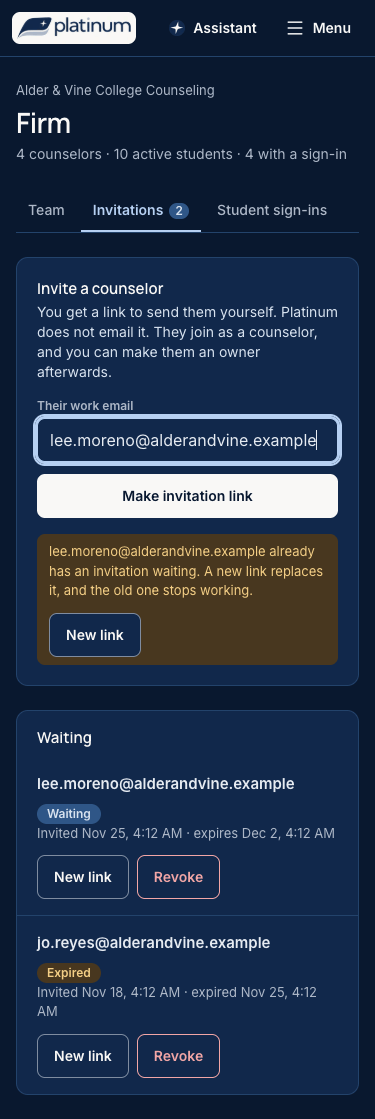 platinum
Assistant
Menu
Alder & Vine College Counseling
Firm
4 counselors · 10 active students · 4 with a sign-in
Team
Invitations 2
Student sign-ins
Invite a counselor
You get a link to send them yourself. Platinum
does not email it. They join as a counselor,
and you can make them an owner
afterwards.
Their work email
lee.moreno@alderandvine.example
Make invitation link
lee.moreno@alderandvine.example already
has an invitation waiting. A new link replaces
it, and the old one stops working.
New link
Waiting
lee.moreno@alderandvine.example
Waiting
Invited Nov 25, 4:12 AM · expires Dec 2, 4:12 AM
New link
Revoke
jo.reyes@alderandvine.example
Expired
Invited Nov 18, 4:12 AM · expired Nov 25, 4:12
AM
New link
Revoke